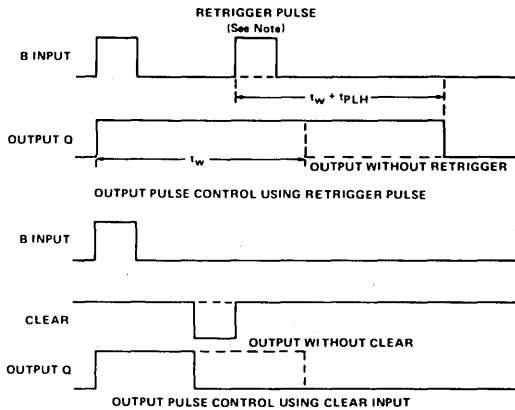 RETRIGGER PULSE
(See Note)
B INPUT
tw + tPLH
OUTPUT Q
tw
OUTPUT WITHOUT RETRIGGER
OUTPUT PULSE CONTROL USING RETRIGGER PULSE
B INPUT
CLEAR
OUTPUT WITHOUT CLEAR
OUTPUT Q
OUTPUT PULSE CONTROL USING CLEAR INPUT